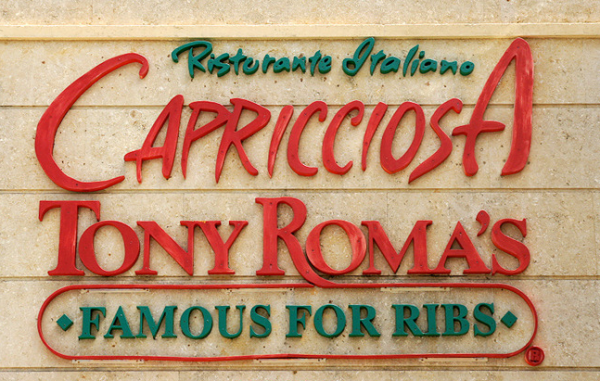 Ristorante Italiano
CAPRICCIOSA
TONY ROMA'S
FAMOUS FOR RIBS
®